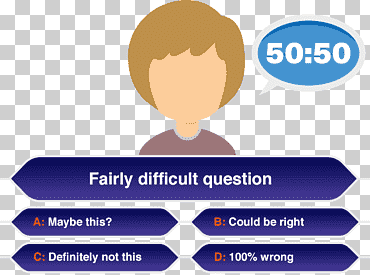 50:50
Fairly difficult question
A: Maybe this?
B: Could be right
C: Definitely not this
D: 100% wrong